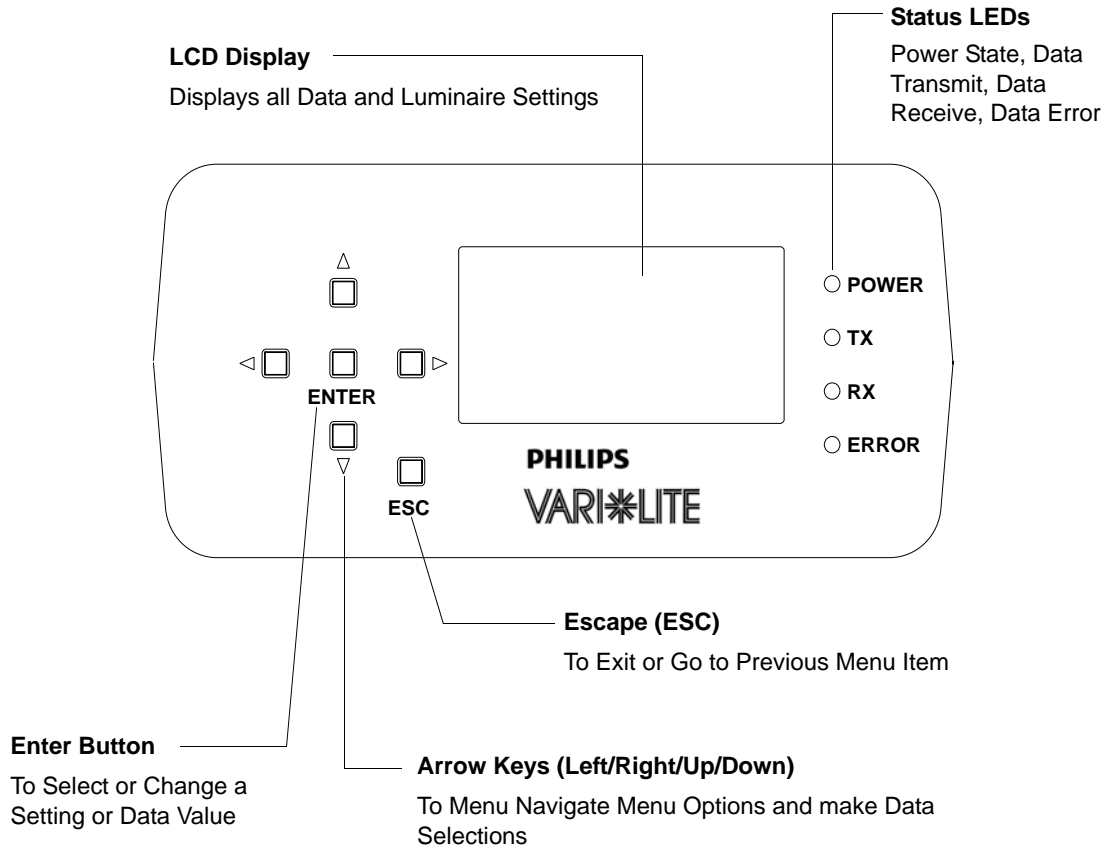 Status LEDs
Power State, Data
Transmit, Data
Receive, Data Error
LCD Display
Displays all Data and Luminaire Settings
POWER
TX
RX
ERROR
ENTER
ESC
PHILIPS
VARI*LITE
Escape (ESC)
To Exit or Go to Previous Menu Item
Enter Button
To Select or Change a
Setting or Data Value
Arrow Keys (Left/Right/Up/Down)
To Menu Navigate Menu Options and make Data
Selections